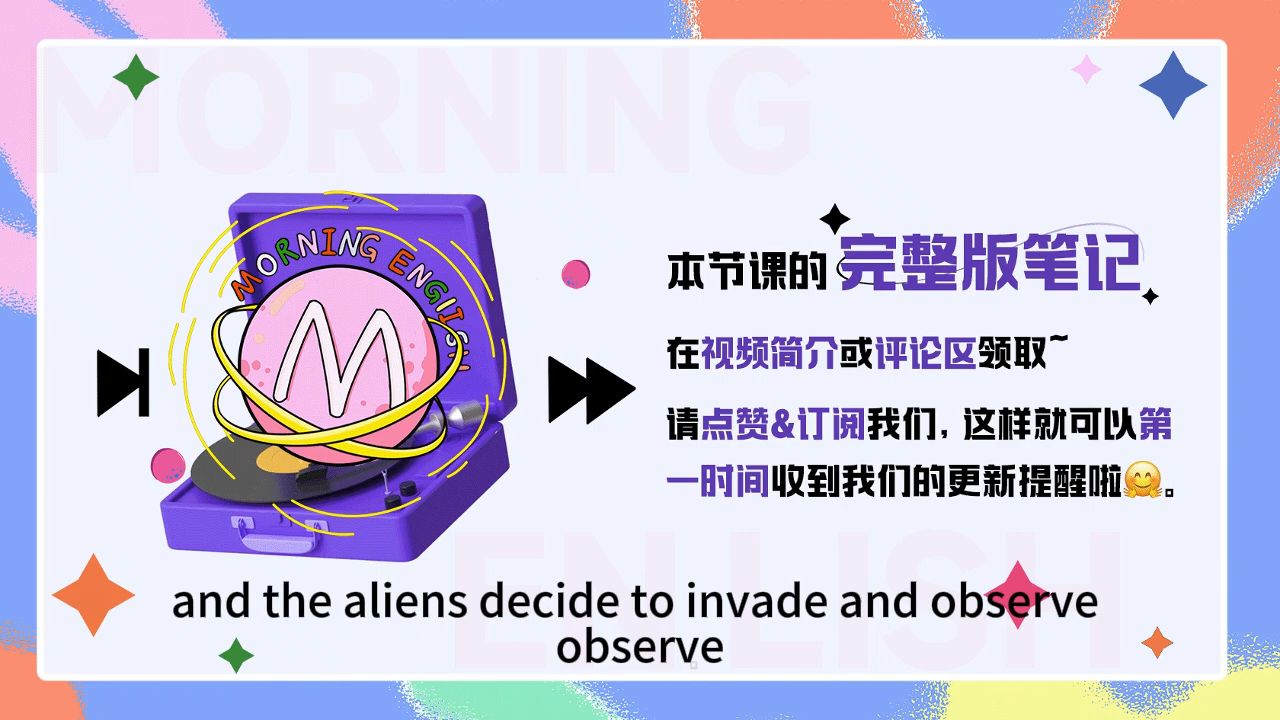 MORNING
MORNING ENGLISH
M
本节课的 完整版笔记
在视频简介或评论区领取~
请点赞&订阅我们，这样就可以第
一时间收到我们的更新提醒啦🤗。
EN LISH
and the aliens decide to invade and observe
observe